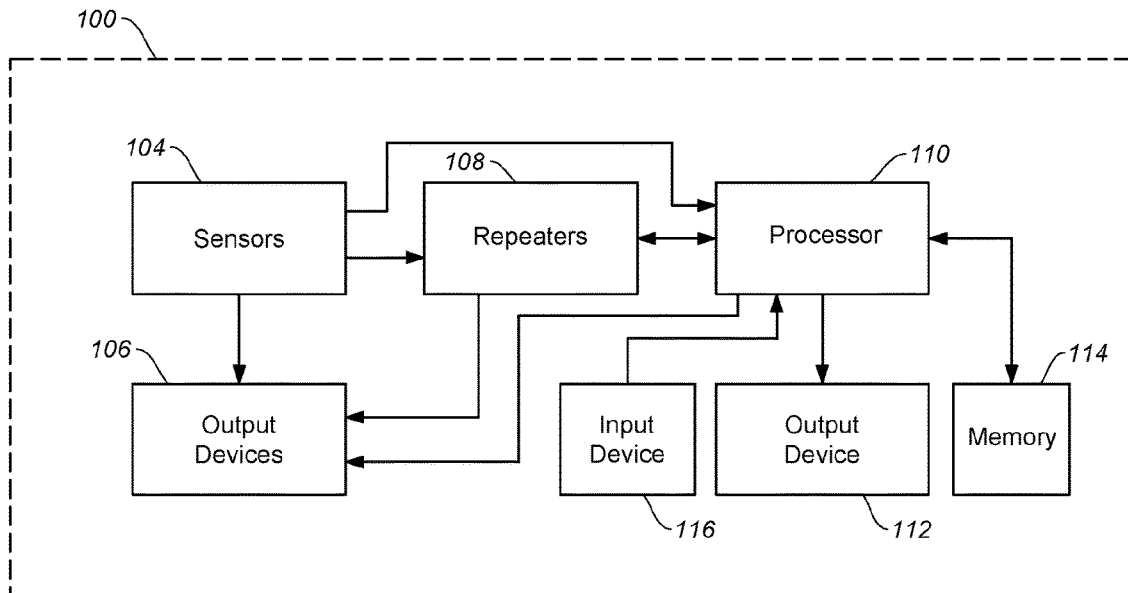 100
104
108
110
Sensors
Repeaters
Processor
106
114
Output
Devices
Input
Device
Output
Device
Memory
116
112